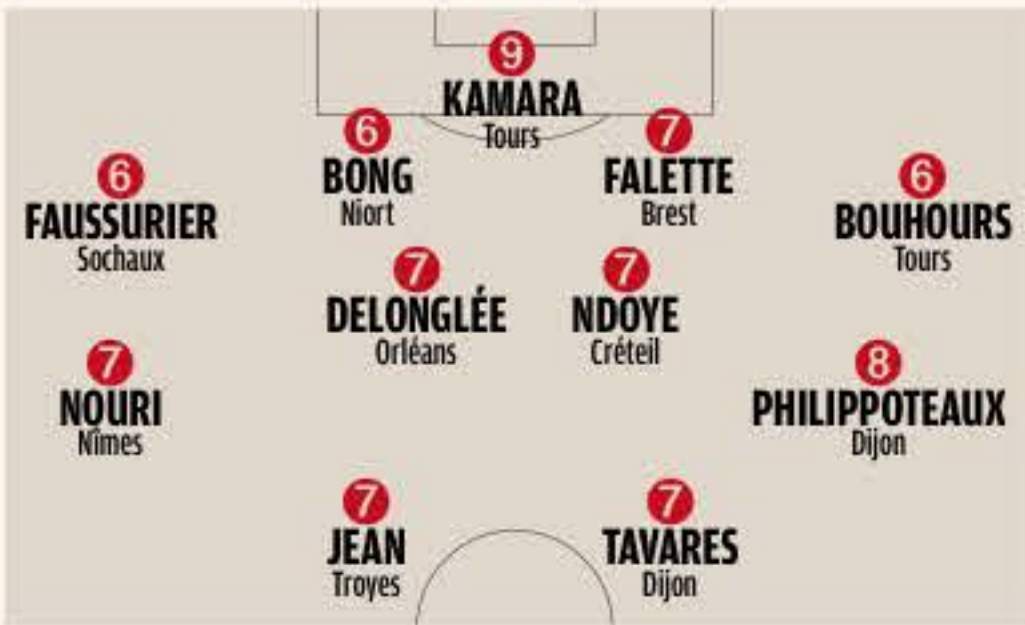 9
KAMARA
Tours
6
BONG
Niort
7
FALETTE
Brest
6
FAUSSURIER
Sochaux
6
BOUHOURS
Tours
7
DELONGLÉE
Orléans
7
NDOYE
Créteil
7
NOURI
Nîmes
8
PHILIPPOTEAUX
Dijon
7
JEAN
Troyes
7
TAVARES
Dijon